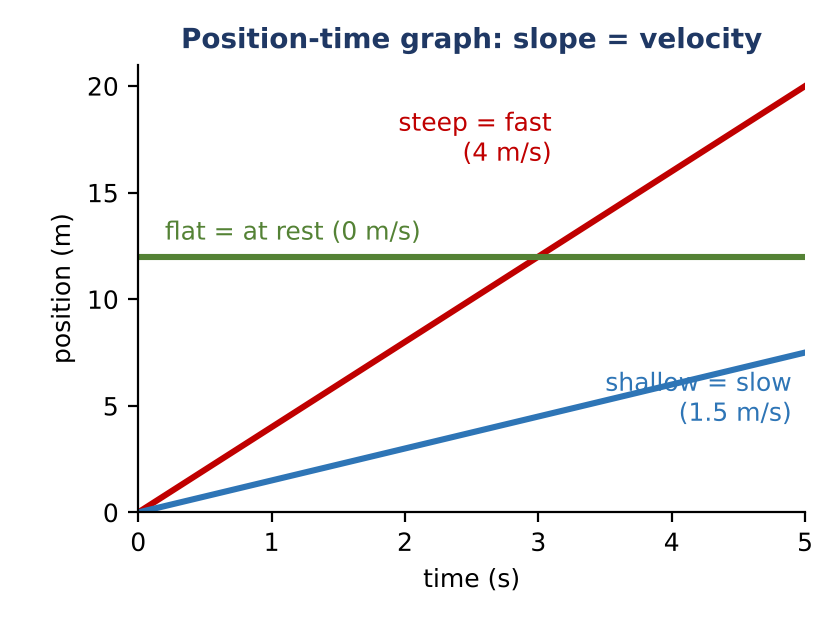 Position-time graph: slope = velocity
20
15
10
5
0
position (m)
steep = fast
(4 m/s)
flat = at rest (0 m/s)
shallow = slow
(1.5 m/s)
0 1 2 3 4 5
time (s)